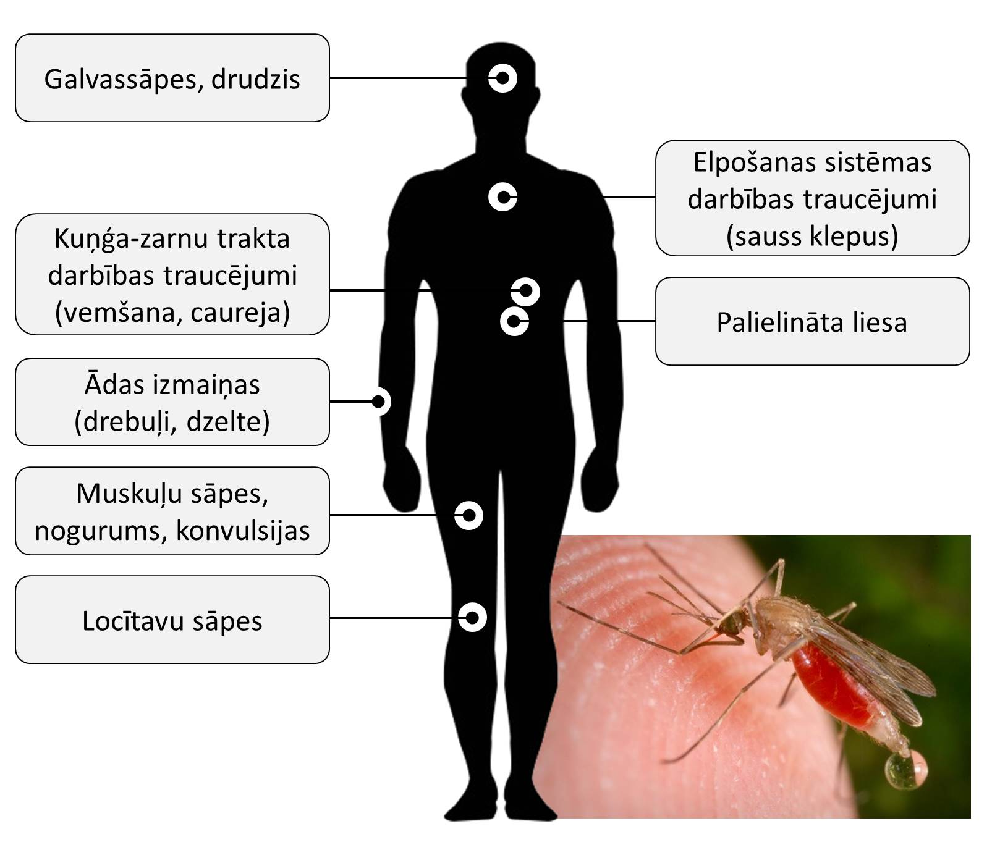 Galvassāpes, drudzis
Elpošanas sistēmas
darbības traucējumi
(sauss klepus)
Kuņģa-zarnu trakta
darbības traucējumi
(vemšana, caureja)
Palielināta liesa
Ādas izmaiņas
(drebuļi, dzelte)
Muskuļu sāpes,
nogurums, konvulsijas
Locītavu sāpes